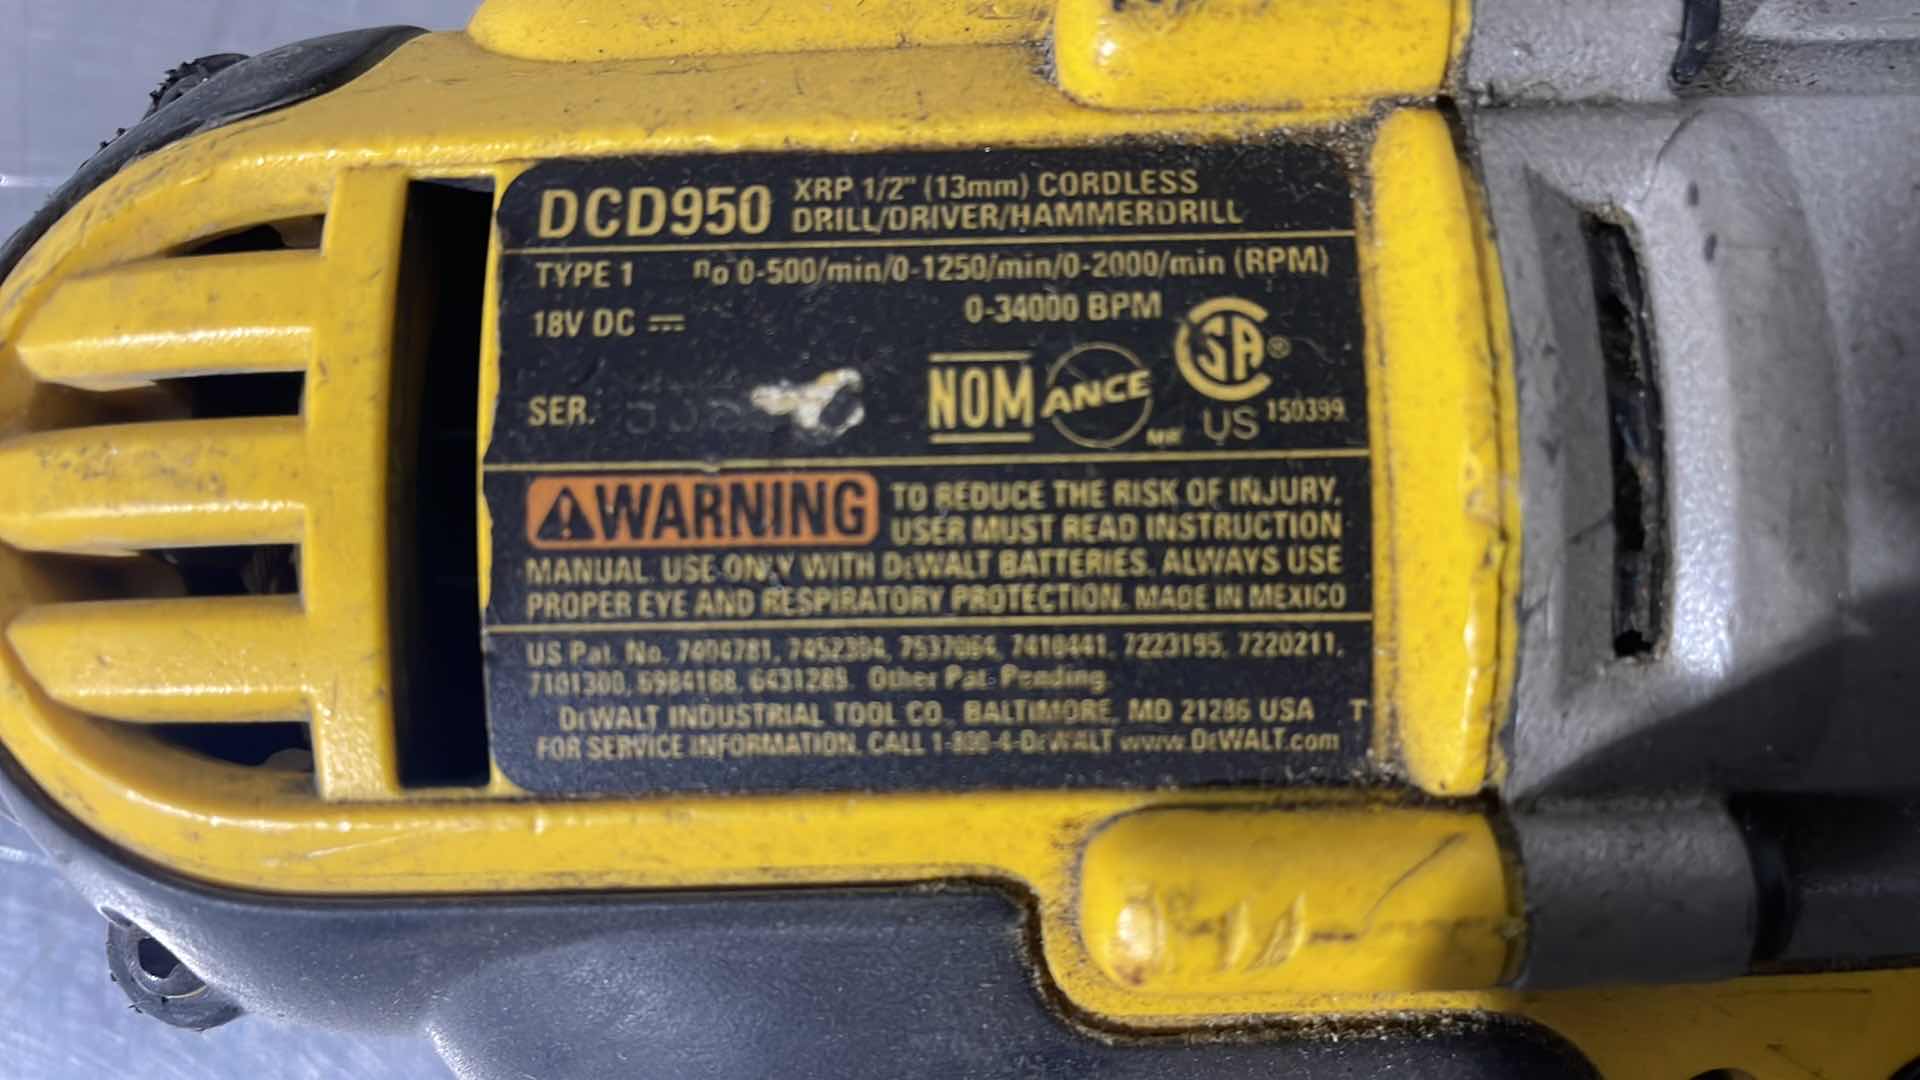 DCD950 XRP 1/2" (13mm) CORDLESS
DRILL/DRIVER/HAMMERDRILL
TYPE 1 no 0-500/min/0-1250/min/0-2000/min (RPM)
18V DC 0-34000 BPM
SER.
NOM ANCE CSA ® US 150399
WARNING TO REDUCE THE RISK OF INJURY,
USER MUST READ INSTRUCTION
MANUAL. USE ONLY WITH DEWALT BATTERIES. ALWAYS USE
PROPER EYE AND RESPIRATORY PROTECTION. MADE IN MEXICO
US Pat. No. 7404781, 7452304, 7537064, 7410441, 7223195, 7220211,
7101300, 6984188, 6431289. Other Pat. Pending.
DEWALT INDUSTRIAL TOOL CO., BALTIMORE, MD 21286 USA T
FOR SERVICE INFORMATION, CALL 1-800-4-DEWALT www.DEWALT.com